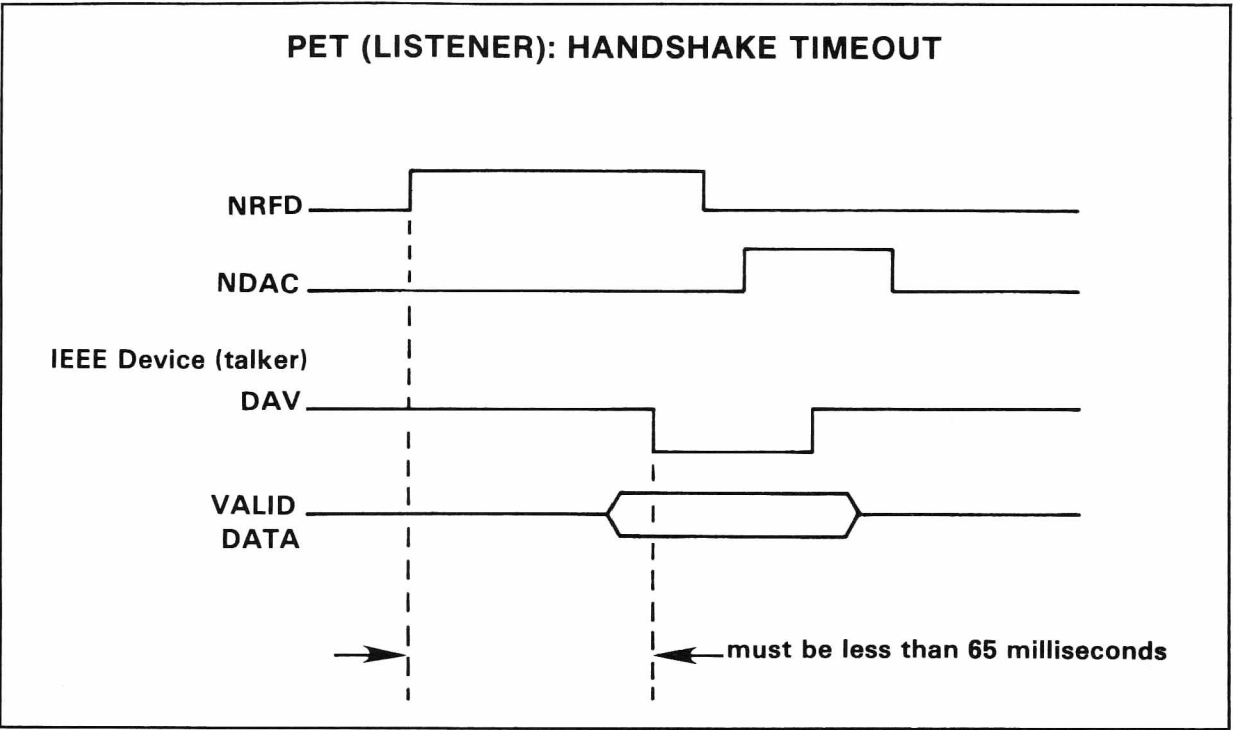 PET (LISTENER): HANDSHAKE TIMEOUT
NRFD
NDAC
IEEE Device (talker)
DAV
VALID
DATA
must be less than 65 milliseconds